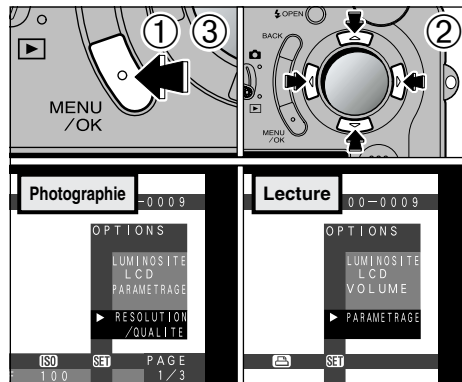 ① ③
MENU
/OK
②
OPEN
BACK
MENU
/OK
Photographie
-0009
OPTIONS
LUMINOSITE
LCD
PARAMETRAGE
RESOLUTION
/QUALITE
ISO SET PAGE
100 1/3
Lecture
00-0009
OPTIONS
LUMINOSITE
LCD
VOLUME
PARAMETRAGE
SET